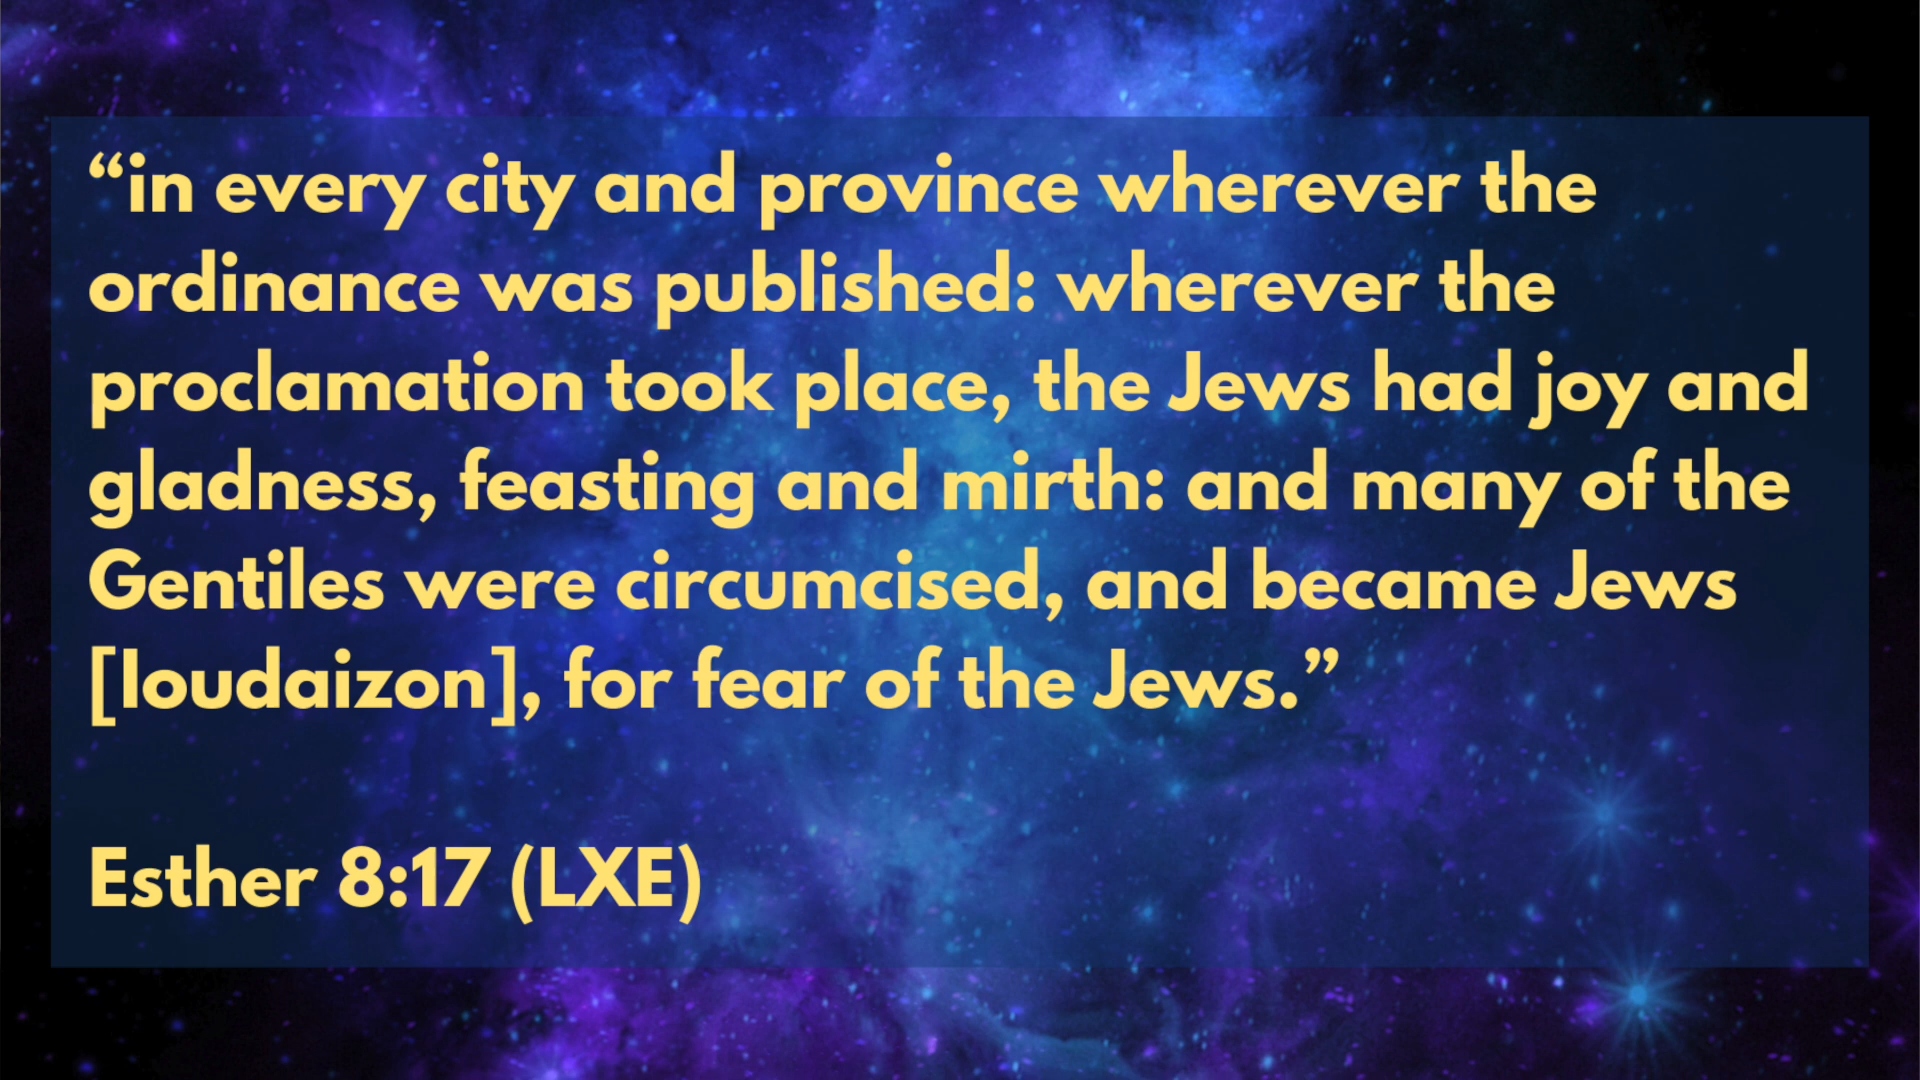 “in every city and province wherever the
ordinance was published: wherever the
proclamation took place, the Jews had joy and
gladness, feasting and mirth: and many of the
Gentiles were circumcised, and became Jews
[Ioudaizon], for fear of the Jews.”
Esther 8:17 (LXE)